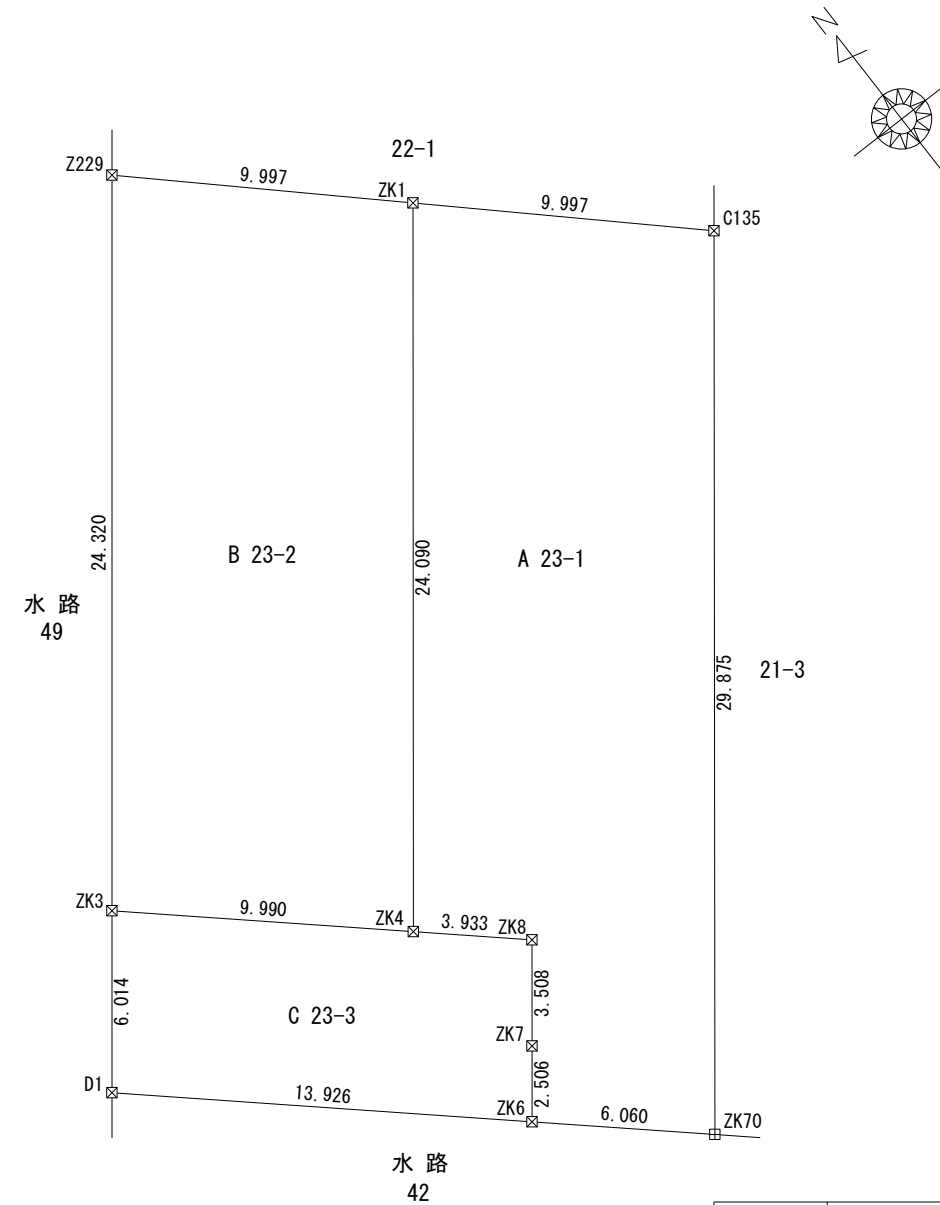 N
22-1
Z229
9.997
ZK1
9.997
C135
24.320
B 23-2
24.090
A 23-1
水 路
49
29.875
21-3
ZK3
9.990
ZK4
3.933
ZK8
6.014
C 23-3
3.508
ZK7
D1
13.926
2.506
ZK6
6.060
ZK70
水 路
42